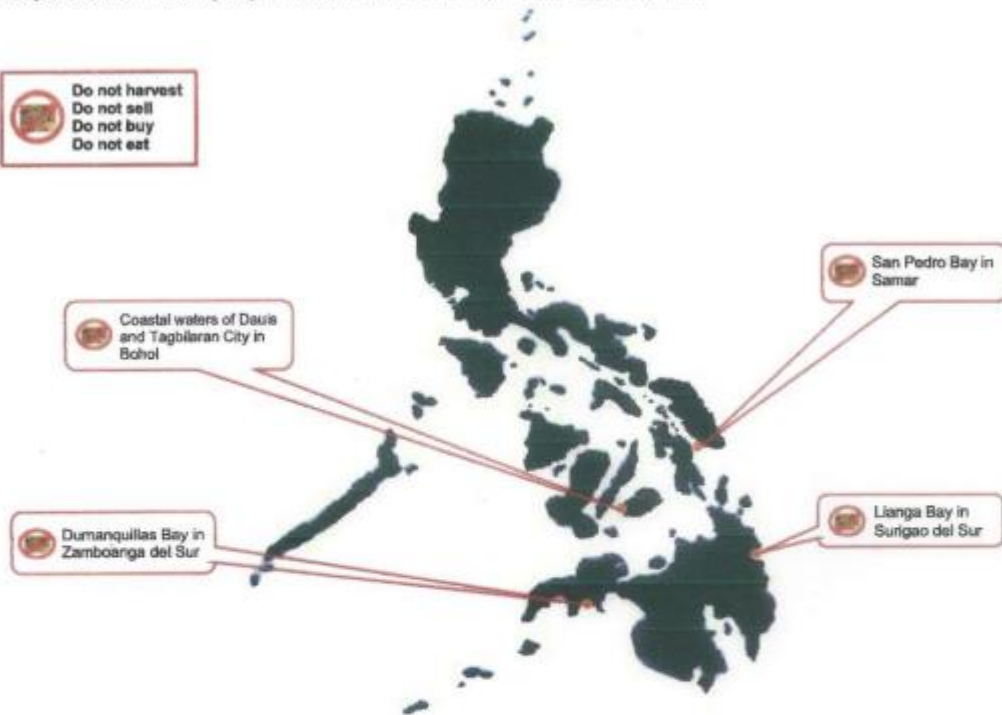 Do not harvest
Do not sell
Do not buy
Do not eat
San Pedro Bay in
Samar
Coastal waters of Dauis
and Tagbilaran City in
Bohol
Dumanquillas Bay in
Zamboanga del Sur
Lianga Bay in
Surigao del Sur